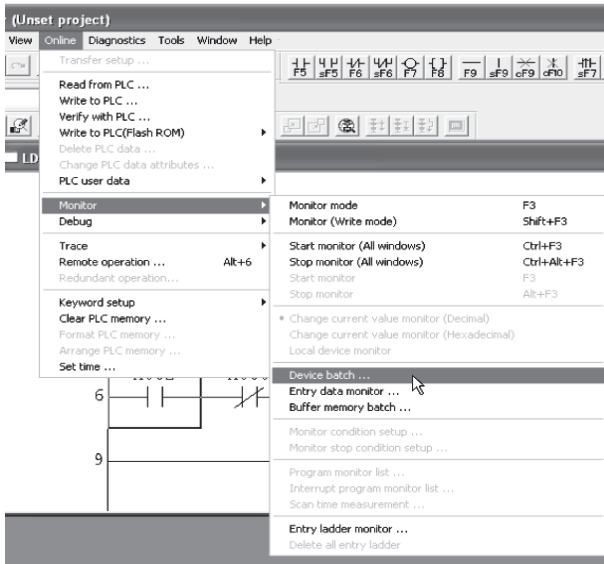 (Unset project)
View Online Diagnostics Tools Window Help
F5 sF5 F6 sF6 F7 F8 F9 sF9 cF9 cF10 sF7
Transfer setup ...
Read from PLC ...
Write to PLC ...
Verify with PLC ...
Write to PLC(Flash ROM)
Delete PLC data ...
Change PLC data attributes ...
PLC user data
LD
Monitor
Debug
Trace
Remote operation ... Alt+6
Redundant operation...
Keyword setup
Clear PLC memory ...
Format PLC memory ...
Arrange PLC memory ...
Set time ...
Monitor mode F3
Monitor (Write mode) Shift+F3
Start monitor (All windows) Ctrl+F3
Stop monitor (All windows) Ctrl+Alt+F3
Start monitor F3
Stop monitor Alt+F3
Change current value monitor (Decimal)
Change current value monitor (Hexadecimal)
Local device monitor
Device batch ...
Entry data monitor ...
Buffer memory batch ...
Monitor condition setup ...
Monitor stop condition setup ...
Program monitor list ...
Interrupt program monitor list ...
Scan time measurement ...
Entry ladder monitor ...
Delete all entry ladder
6
9